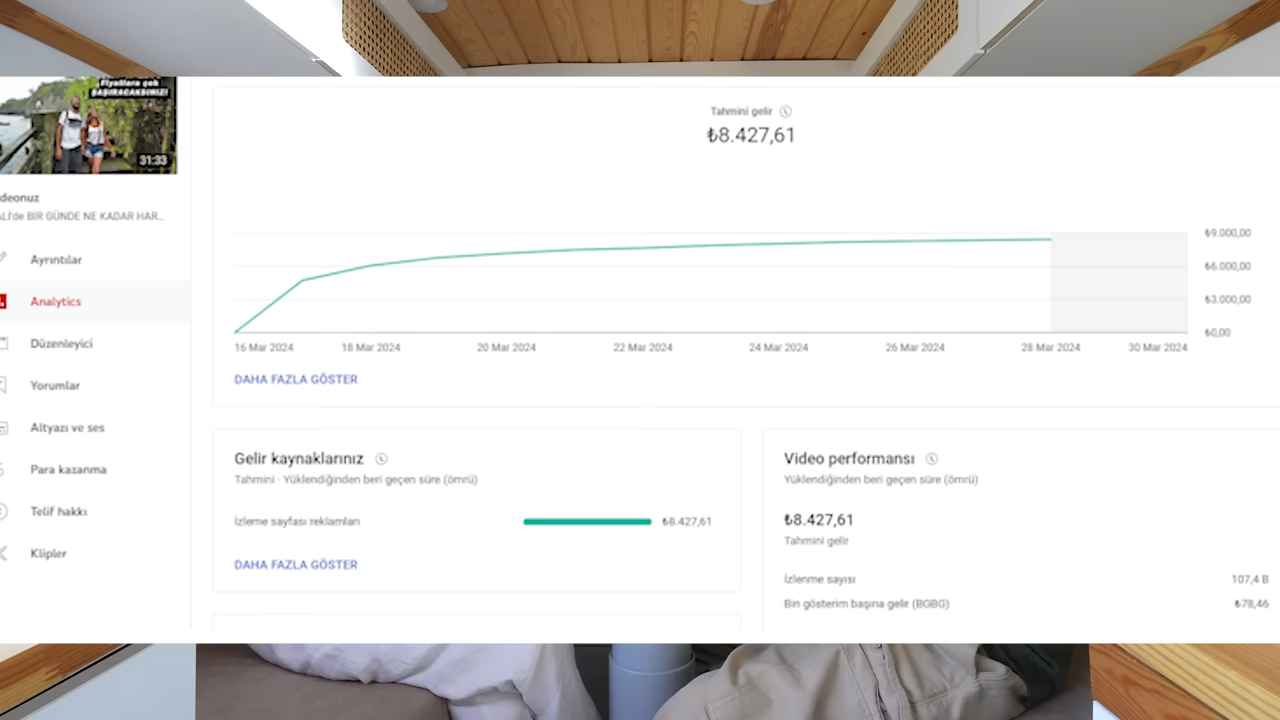 Fiyatlara çok
ŞAŞIRACAKSINIZ!
31:33
deonuz
Lİ'de BİR GÜNDE NE KADAR HAR...
Ayrıntılar
Analytics
Düzenleyici
Yorumlar
Altyazı ve ses
Para kazanma
Telif hakkı
Klipler
Tahmini gelir
₺8.427,61
₺9.000,00
₺6.000,00
₺3.000,00
₺0,00
16 Mar 2024 18 Mar 2024 20 Mar 2024 22 Mar 2024 24 Mar 2024 26 Mar 2024 28 Mar 2024 30 Mar 2024
DAHA FAZLA GÖSTER
Gelir kaynaklarınız
Tahmini · Yüklendiğinden beri geçen süre (ömrü)
İzleme sayfası reklamları ₺8.427,61
DAHA FAZLA GÖSTER
Video performansı
Yüklendiğinden beri geçen süre (ömrü)
₺8.427,61
Tahmini gelir
İzlenme sayısı 107,4 B
Bin gösterim başına gelir (BGBG) ₺78,46